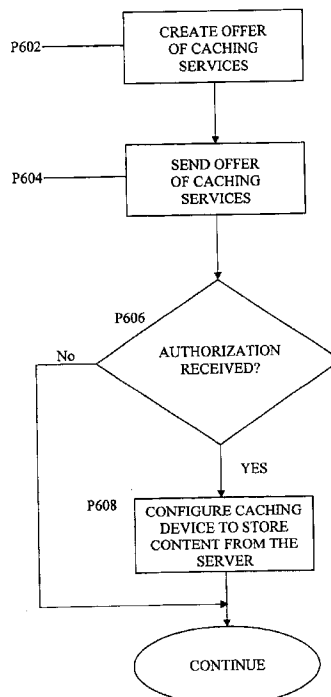 P602
CREATE OFFER
OF CACHING
SERVICES
P604
SEND OFFER
OF CACHING
SERVICES
P606
No
AUTHORIZATION
RECEIVED?
YES
P608
CONFIGURE CACHING
DEVICE TO STORE
CONTENT FROM THE
SERVER
CONTINUE